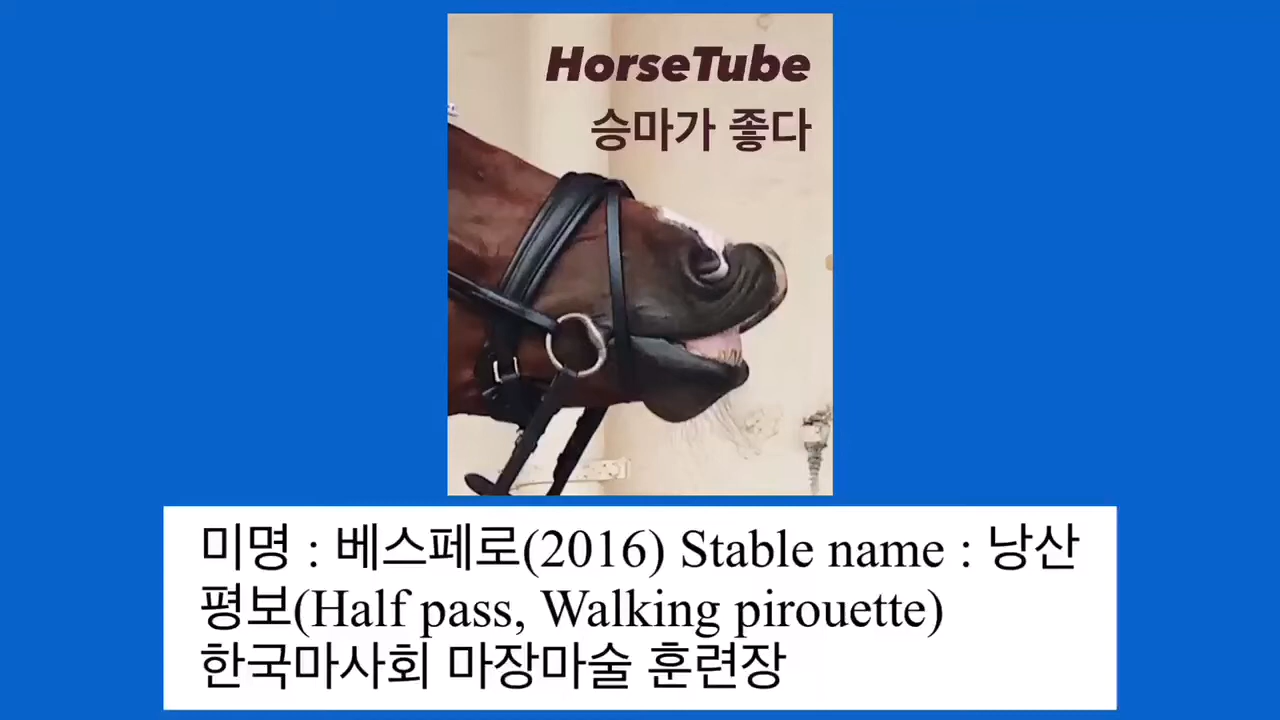 HorseTube
승마가 좋다
미명 : 베스페로(2016) Stable name : 낭산
평보(Half pass, Walking pirouette)
한국마사회 마장마술 훈련장